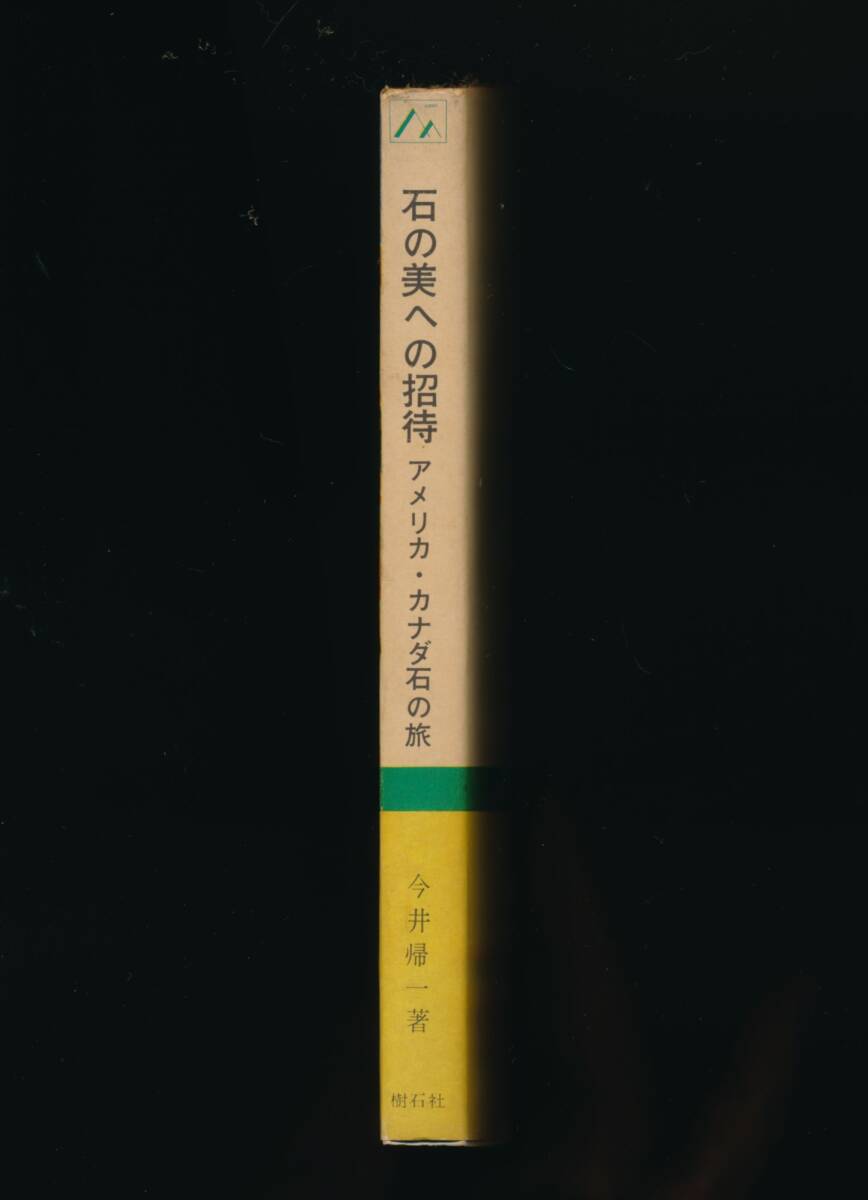 石の美への招待
アメリカ・カナダ石の旅
今井帰一著
樹石社